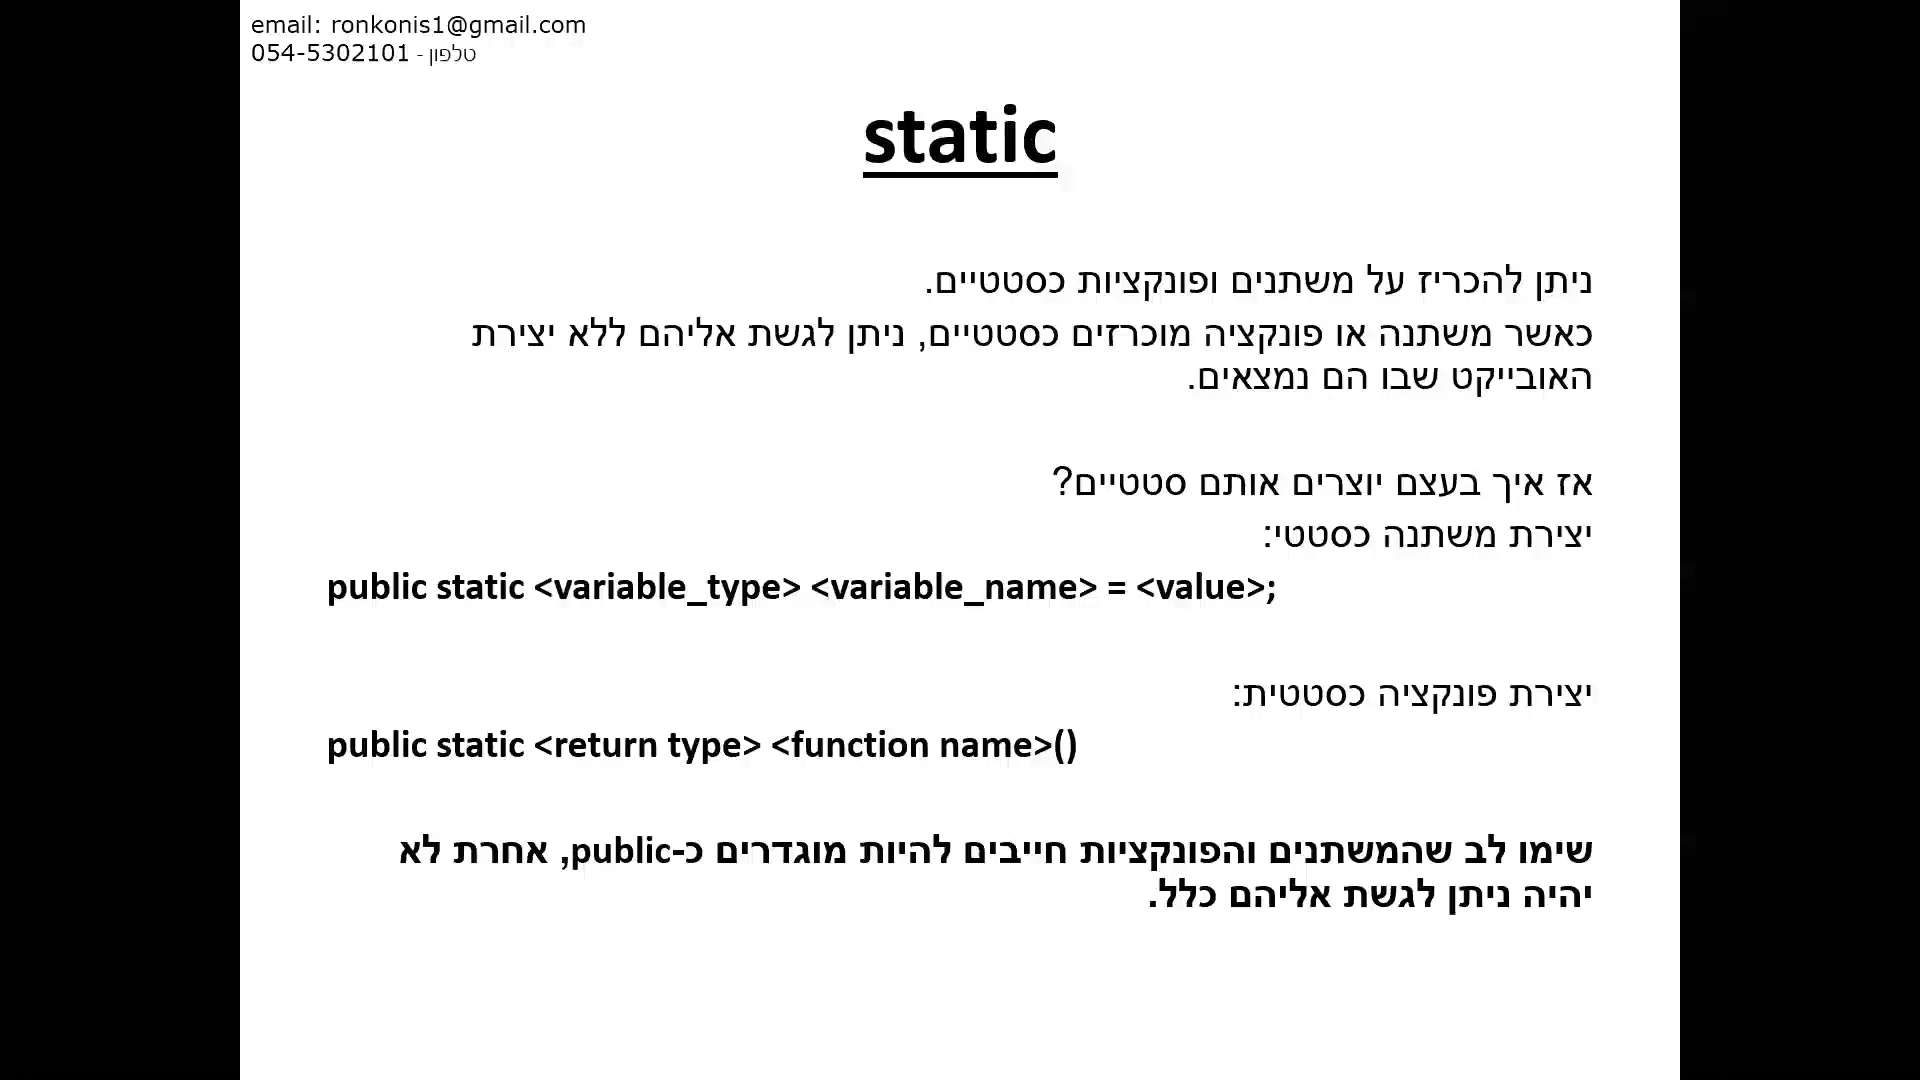 email: ronkonis1@gmail.com
טלפון - 054-5302101
static
ניתן להכריז על משתנים ופונקציות כסטטיים.
כאשר משתנה או פונקציה מוכרזים כסטטיים, ניתן לגשת אליהם ללא יצירת
האובייקט שבו הם נמצאים.
אז איך בעצם יוצרים אותם סטטיים?
יצירת משתנה כסטטי:
public static <variable_type> <variable_name> = <value>;
יצירת פונקציה כסטטית:
public static <return type> <function name>()
שימו לב שהמשתנים והפונקציות חייבים להיות מוגדרים כ-public, אחרת לא
יהיה ניתן לגשת אליהם כלל.